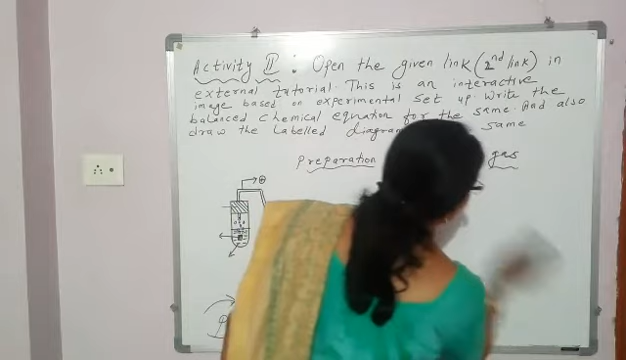 Activity II : Open the given link (2nd link) in
external tutorial. This is an interactive
image based on experimental set up. Write the
balanced chemical equation for the same. And also
draw the labelled diagram same
Preparation gas